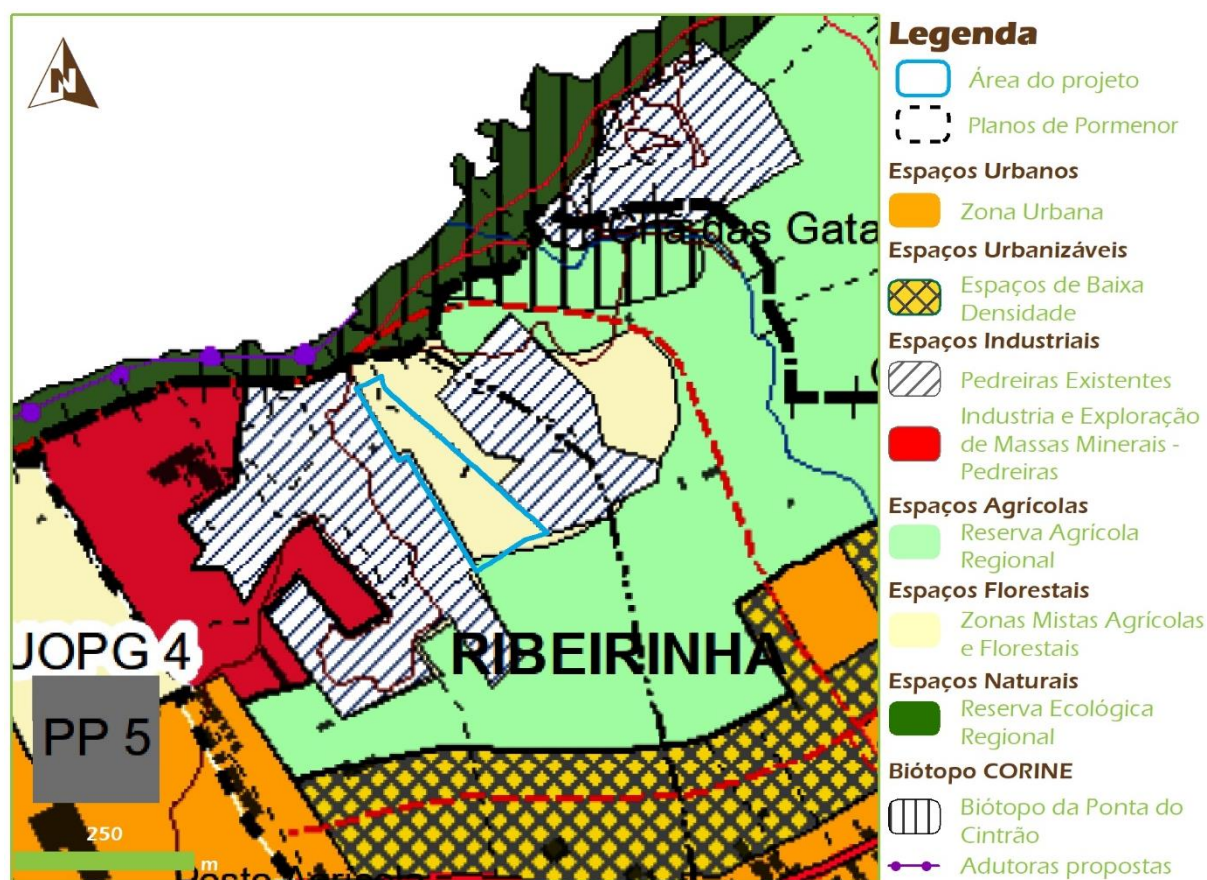 N
Chã das Gata
UOPG 4
RIBEIRINHA
PP 5
250
m
Legenda
Área do projeto
Planos de Pormenor
Espaços Urbanos
Zona Urbana
Espaços Urbanizáveis
Espaços de Baixa
Densidade
Espaços Industriais
Pedreiras Existentes
Industria e Exploração
de Massas Minerais -
Pedreiras
Espaços Agrícolas
Reserva Agrícola
Regional
Espaços Florestais
Zonas Mistas Agrícolas
e Florestais
Espaços Naturais
Reserva Ecológica
Regional
Biótopo CORINE
Biótopo da Ponta do
Cintrão
Adutoras propostas